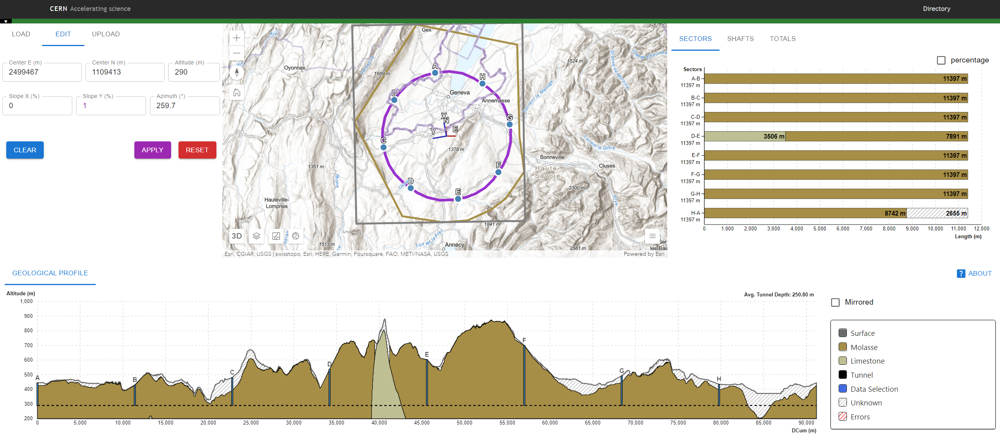 CERN Accelerating science
Directory
▼
LOAD
EDIT
UPLOAD
Center E (m)
2499467
Center N (m)
1109413
Altitude (m)
290
Slope X (%)
0
Slope Y (%)
1
Azimuth (°)
259.7
CLEAR
APPLY
RESET
+
−
Ain
Ain
Valserine
Gex
Oyonnax
1689 m
A
H
B
Geneva
Annemasse
G
X
N
Y
E
C
1378 m
F
D
Usses
E
1351 m
Rhone
Hauteville-
Lompnes
Seran
1513 m
Torrent le Fier
Annecy
1841 m
1524 m
Dranse de Morzine
Dranse d'Abonda
Torrent la Menoge
Torrent le Giffre
Bonneville
Cluses
Haute-
Savoie
2300 m
Arve
2561 m
Ger
les-Bain
3D
Esri, CGIAR, USGS | swisstopo, Esri, HERE, Garmin, Foursquare, FAO, METI/NASA, USGS
Powered by Esri
SECTORS
SHAFTS
TOTALS
percentage
Sectors
A-B
11397 m
11397 m
B-C
11397 m
11397 m
C-D
11397 m
11397 m
D-E
11397 m
3506 m
7891 m
E-F
11397 m
11397 m
F-G
11397 m
11397 m
G-H
11397 m
11397 m
H-A
11397 m
8742 m
2655 m
0 1,000 2,000 3,000 4,000 5,000 6,000 7,000 8,000 9,000 10,000 11,000 12,000
Length (m)
GEOLOGICAL PROFILE
? ABOUT
Altitude (m)
Avg. Tunnel Depth: 250.80 m
1,000
900
800
700
600
500
400
300
200
A
B
C
D
E
F
G
H
0 5,000 10,000 15,000 20,000 25,000 30,000 35,000 40,000 45,000 50,000 55,000 60,000 65,000 70,000 75,000 80,000 85,000 90,000
DCum (m)
Mirrored
Surface
Molasse
Limestone
Tunnel
Data Selection
Unknown
Errors